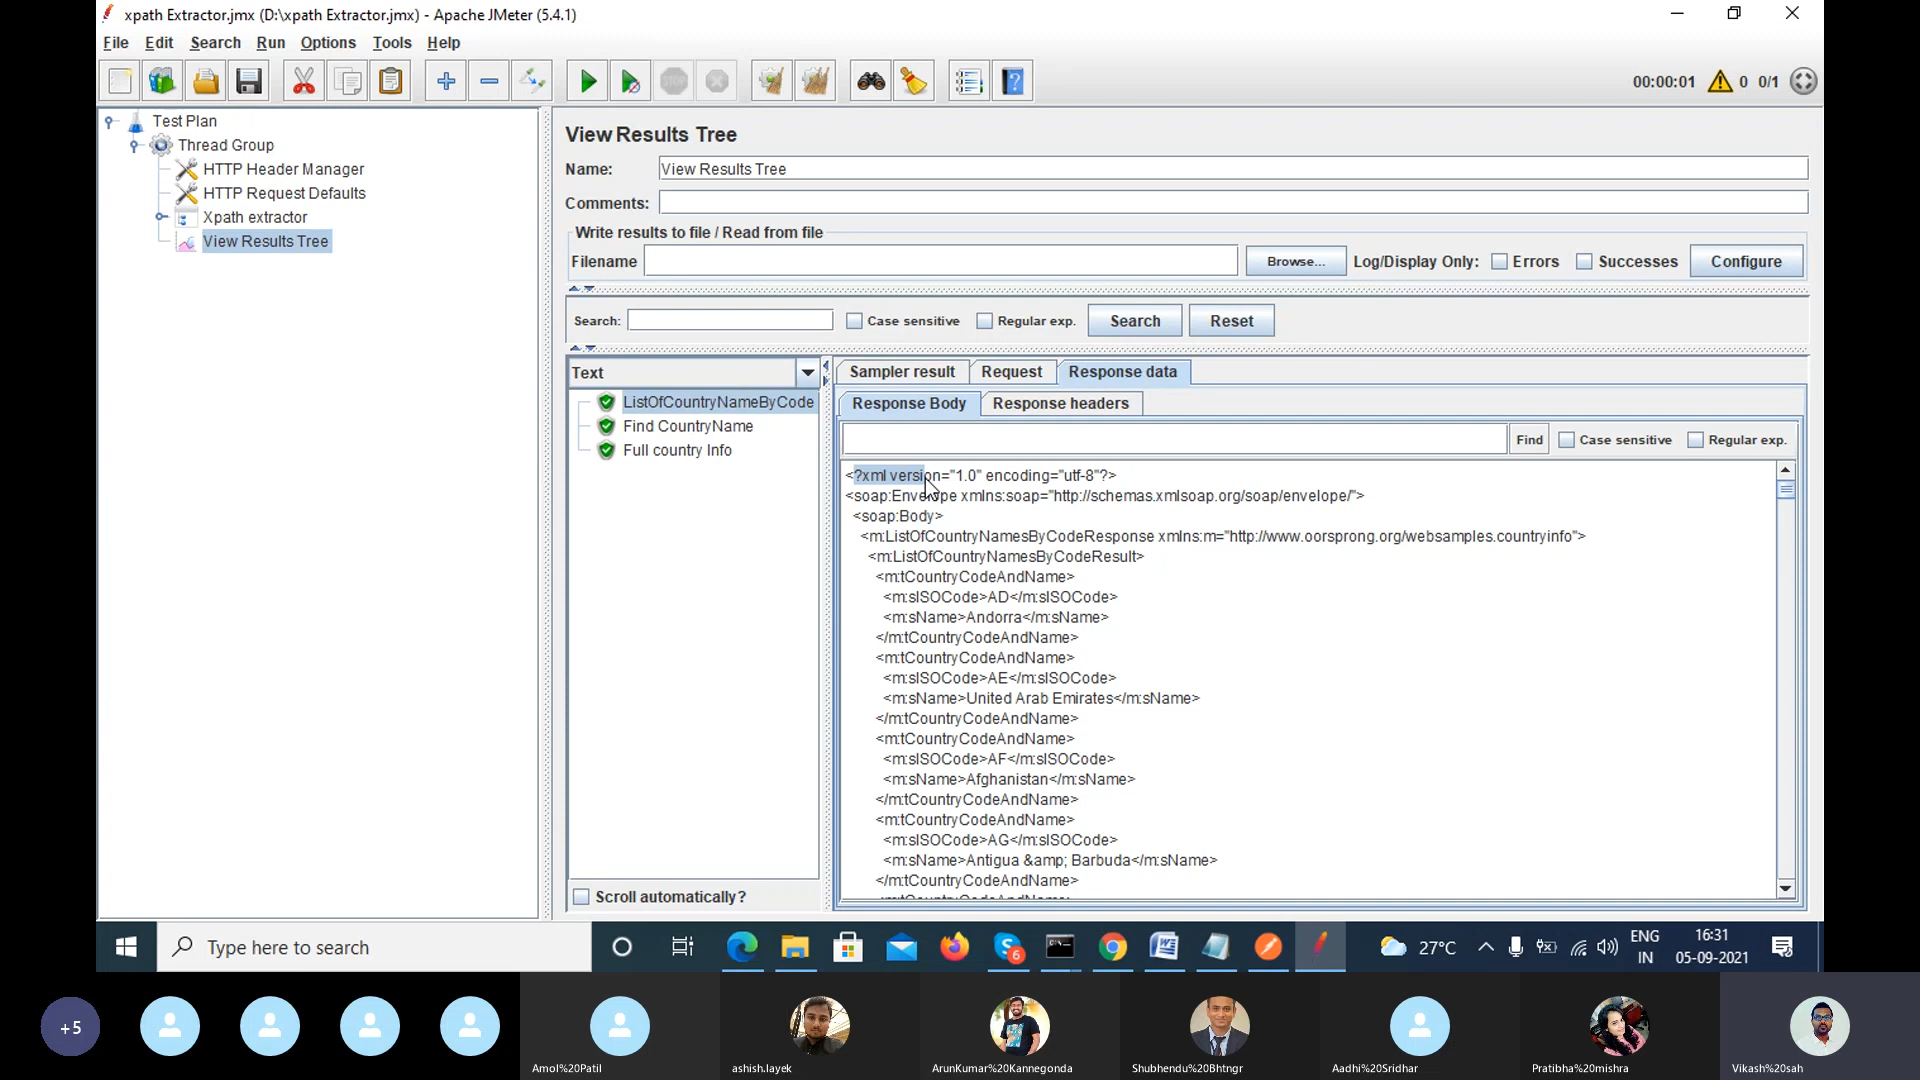 xpath Extractor.jmx (D:\xpath Extractor.jmx) - Apache JMeter (5.4.1)
File Edit Search Run Options Tools Help
STOP
00:00:01 0 0/1
Test Plan
Thread Group
HTTP Header Manager
HTTP Request Defaults
Xpath extractor
View Results Tree
View Results Tree
Name: View Results Tree
Comments:
Write results to file / Read from file
Filename Browse... Log/Display Only: Errors Successes Configure
Search: Case sensitive Regular exp. Search Reset
Text
ListOfCountryNameByCode
Find CountryName
Full country Info
Scroll automatically?
Sampler result Request Response data
Response Body Response headers
Find Case sensitive Regular exp.
<?xml version="1.0" encoding="utf-8"?>
<soap:Envelope xmlns:soap="http://schemas.xmlsoap.org/soap/envelope/">
<soap:Body>
<m:ListOfCountryNamesByCodeResponse xmlns:m="http://www.oorsprong.org/websamples.countryinfo">
<m:ListOfCountryNamesByCodeResult>
<m:tCountryCodeAndName>
<m:sISOCode>AD</m:sISOCode>
<m:sName>Andorra</m:sName>
</m:tCountryCodeAndName>
<m:tCountryCodeAndName>
<m:sISOCode>AE</m:sISOCode>
<m:sName>United Arab Emirates</m:sName>
</m:tCountryCodeAndName>
<m:tCountryCodeAndName>
<m:sISOCode>AF</m:sISOCode>
<m:sName>Afghanistan</m:sName>
</m:tCountryCodeAndName>
<m:tCountryCodeAndName>
<m:sISOCode>AG</m:sISOCode>
<m:sName>Antigua &amp; Barbuda</m:sName>
</m:tCountryCodeAndName>
Type here to search
6
27°C
ENG
IN
16:31
05-09-2021
+5
Amol%20Patil
ashish.layek
ArunKumar%20Kannegonda
Shubhendu%20Bhtngr
Aadhi%20Sridhar
Pratibha%20mishra
Vikash%20sah